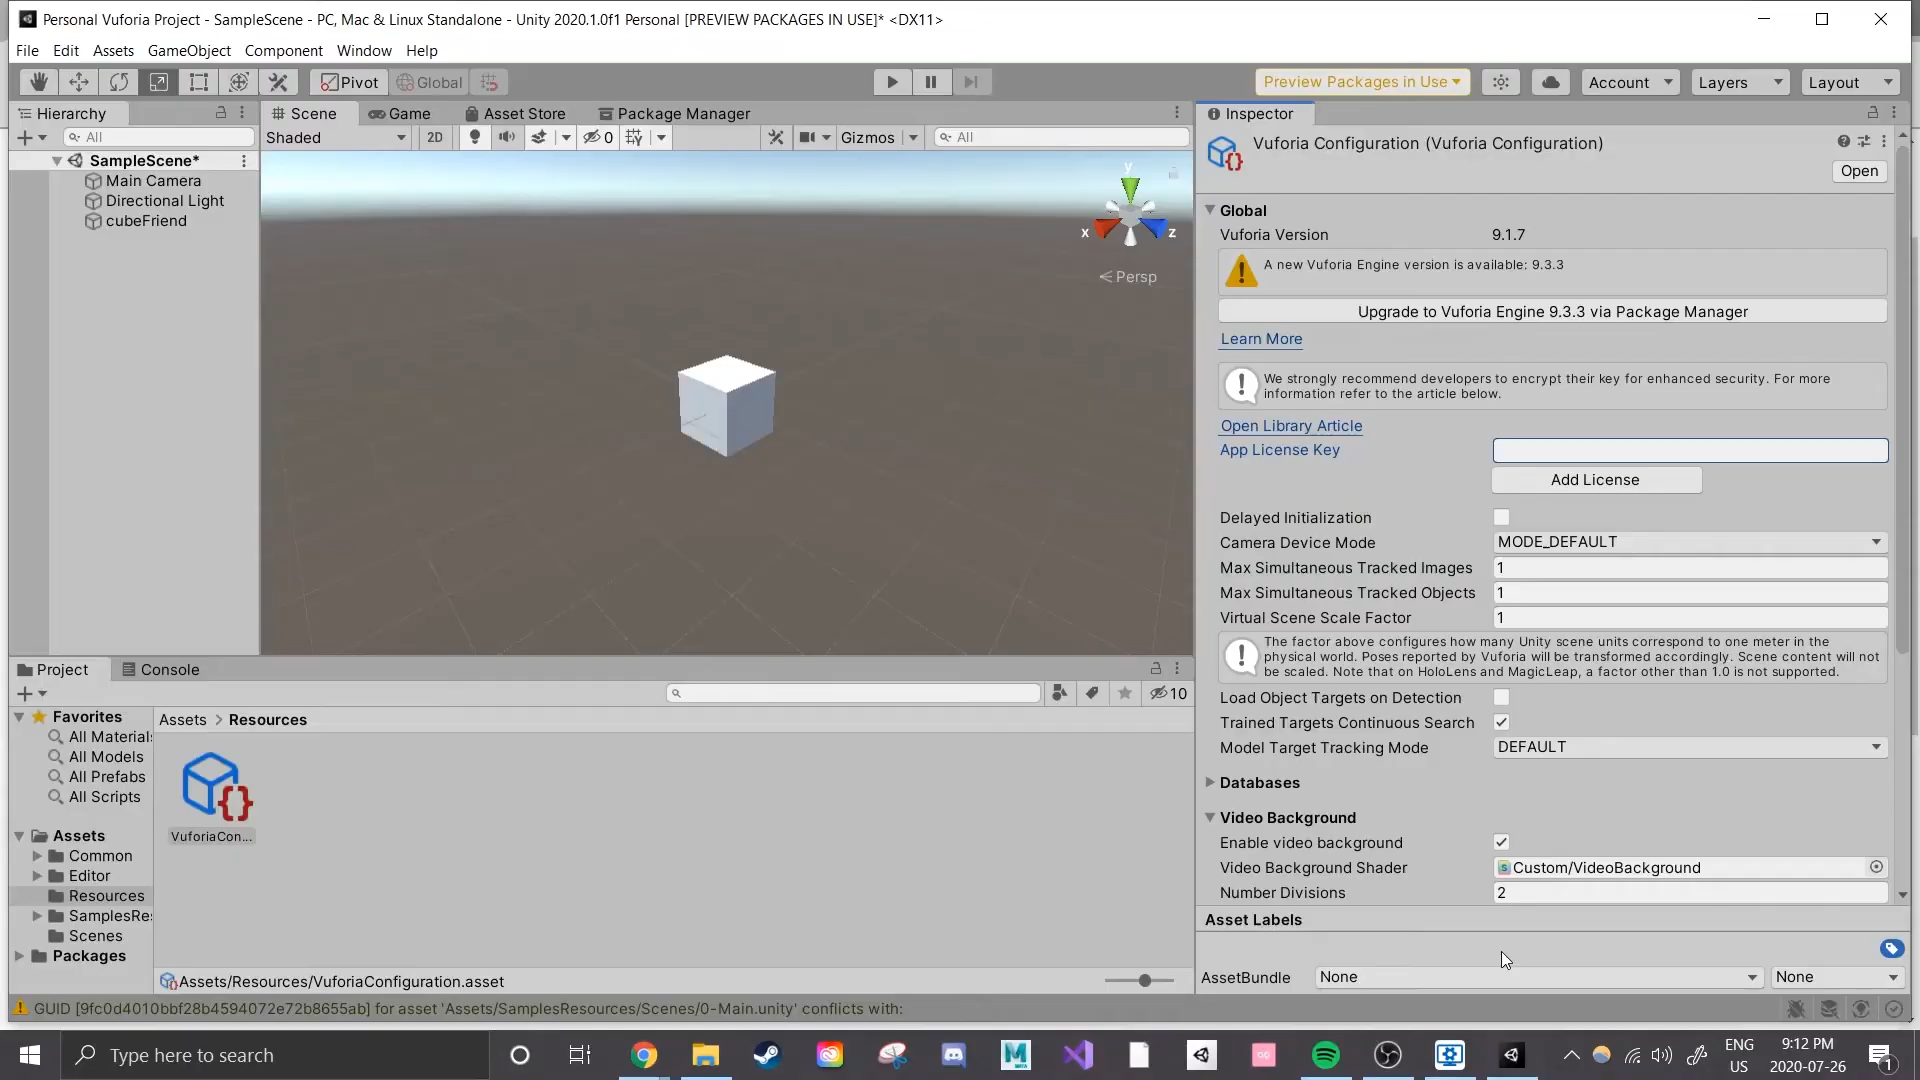 Personal Vuforia Project - SampleScene - PC, Mac & Linux Standalone - Unity 2020.1.0f1 Personal [PREVIEW PACKAGES IN USE]* <DX11>
File Edit Assets GameObject Component Window Help
Pivot Global Preview Packages in Use Account Layers Layout
Hierarchy
All
SampleScene*
Main Camera
Directional Light
cubeFriend
Scene Game Asset Store Package Manager
Shaded 2D 0 Gizmos All
y
x z
Persp
Inspector
Vuforia Configuration (Vuforia Configuration)
Open
Global
Vuforia Version 9.1.7
A new Vuforia Engine version is available: 9.3.3
Upgrade to Vuforia Engine 9.3.3 via Package Manager
Learn More
We strongly recommend developers to encrypt their key for enhanced security. For more
information refer to the article below.
Open Library Article
App License Key
Add License
Delayed Initialization
Camera Device Mode MODE_DEFAULT
Max Simultaneous Tracked Images 1
Max Simultaneous Tracked Objects 1
Virtual Scene Scale Factor 1
The factor above configures how many Unity scene units correspond to one meter in the
physical world. Poses reported by Vuforia will be transformed accordingly. Scene content will not
be scaled. Note that on HoloLens and MagicLeap, a factor other than 1.0 is not supported.
Load Object Targets on Detection
Trained Targets Continuous Search
Model Target Tracking Mode DEFAULT
Databases
Video Background
Enable video background
Video Background Shader Custom/VideoBackground
Number Divisions 2
Asset Labels
AssetBundle None None
Project Console
10
Favorites
All Material
All Models
All Prefabs
All Scripts
Assets
Common
Editor
Resources
SamplesRe
Scenes
Packages
Assets > Resources
VuforiaCon...
Assets/Resources/VuforiaConfiguration.asset
GUID [9fc0d4010bbf28b4594072e72b8655ab] for asset 'Assets/SamplesResources/Scenes/0-Main.unity' conflicts with:
Type here to search
ENG
US
9:12 PM
2020-07-26
1